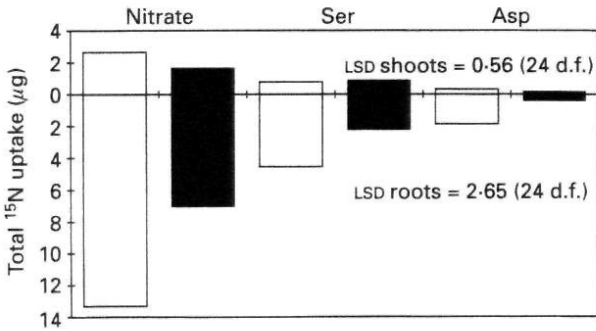 Nitrate Ser Asp
4
2
0
2
4
6
8
10
12
14
Total ¹⁵N uptake (μg)
LSD shoots = 0·56 (24 d.f.)
LSD roots = 2·65 (24 d.f.)